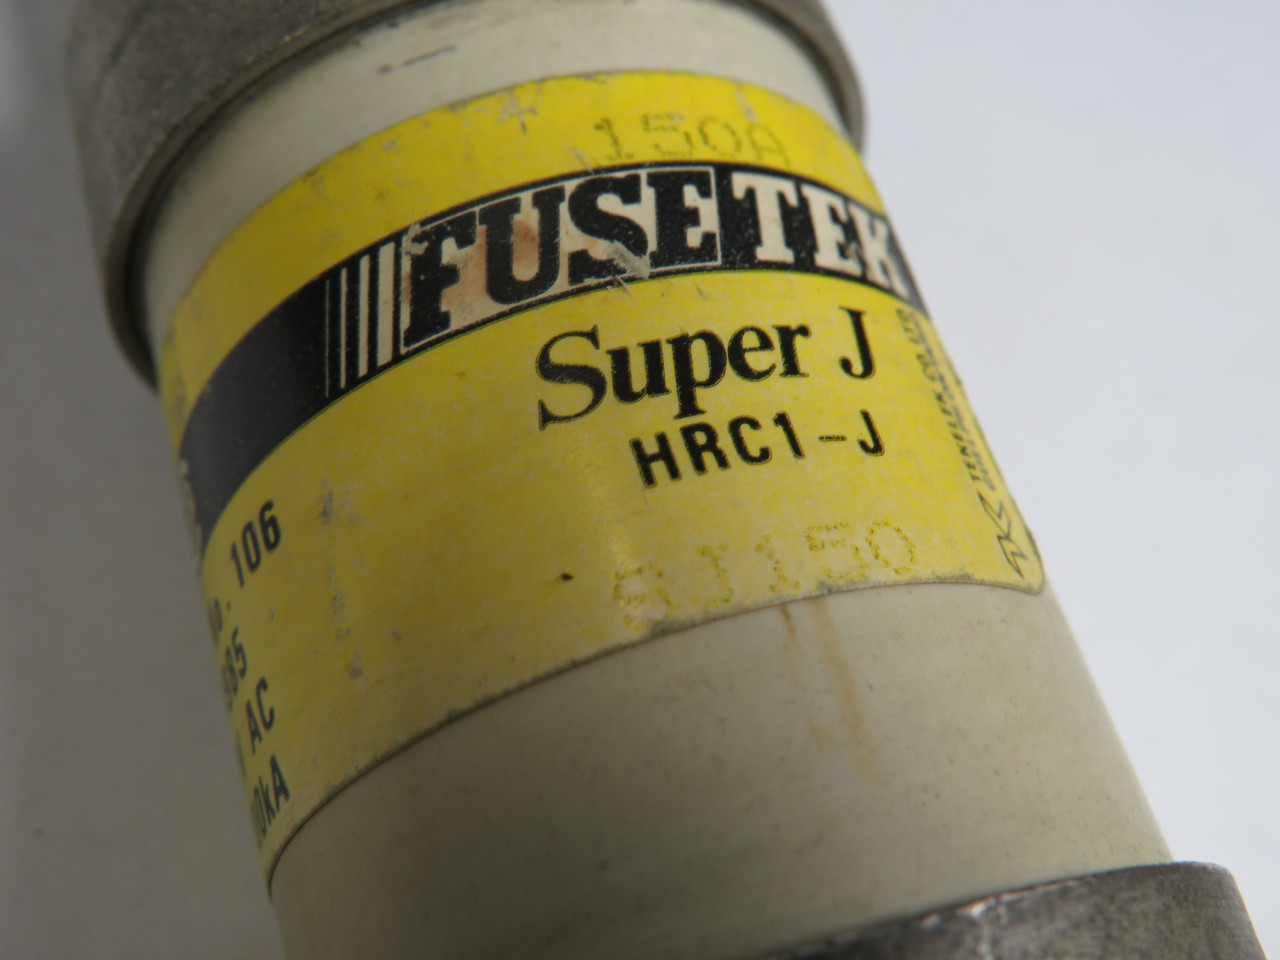 150A
FUSETEK
Super J
HRC1-J
SJ150
106
AC